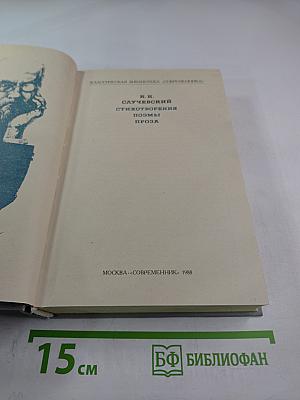 КЛАССИЧЕСКАЯ БИБЛИОТЕКА «СОВРЕМЕННИКА»
К. К.
СЛУЧЕВСКИЙ
СТИХОТВОРЕНИЯ
ПОЭМЫ
ПРОЗА
МОСКВА «СОВРЕМЕННИК» 1988
15 см
БФ БИБЛИОФАН